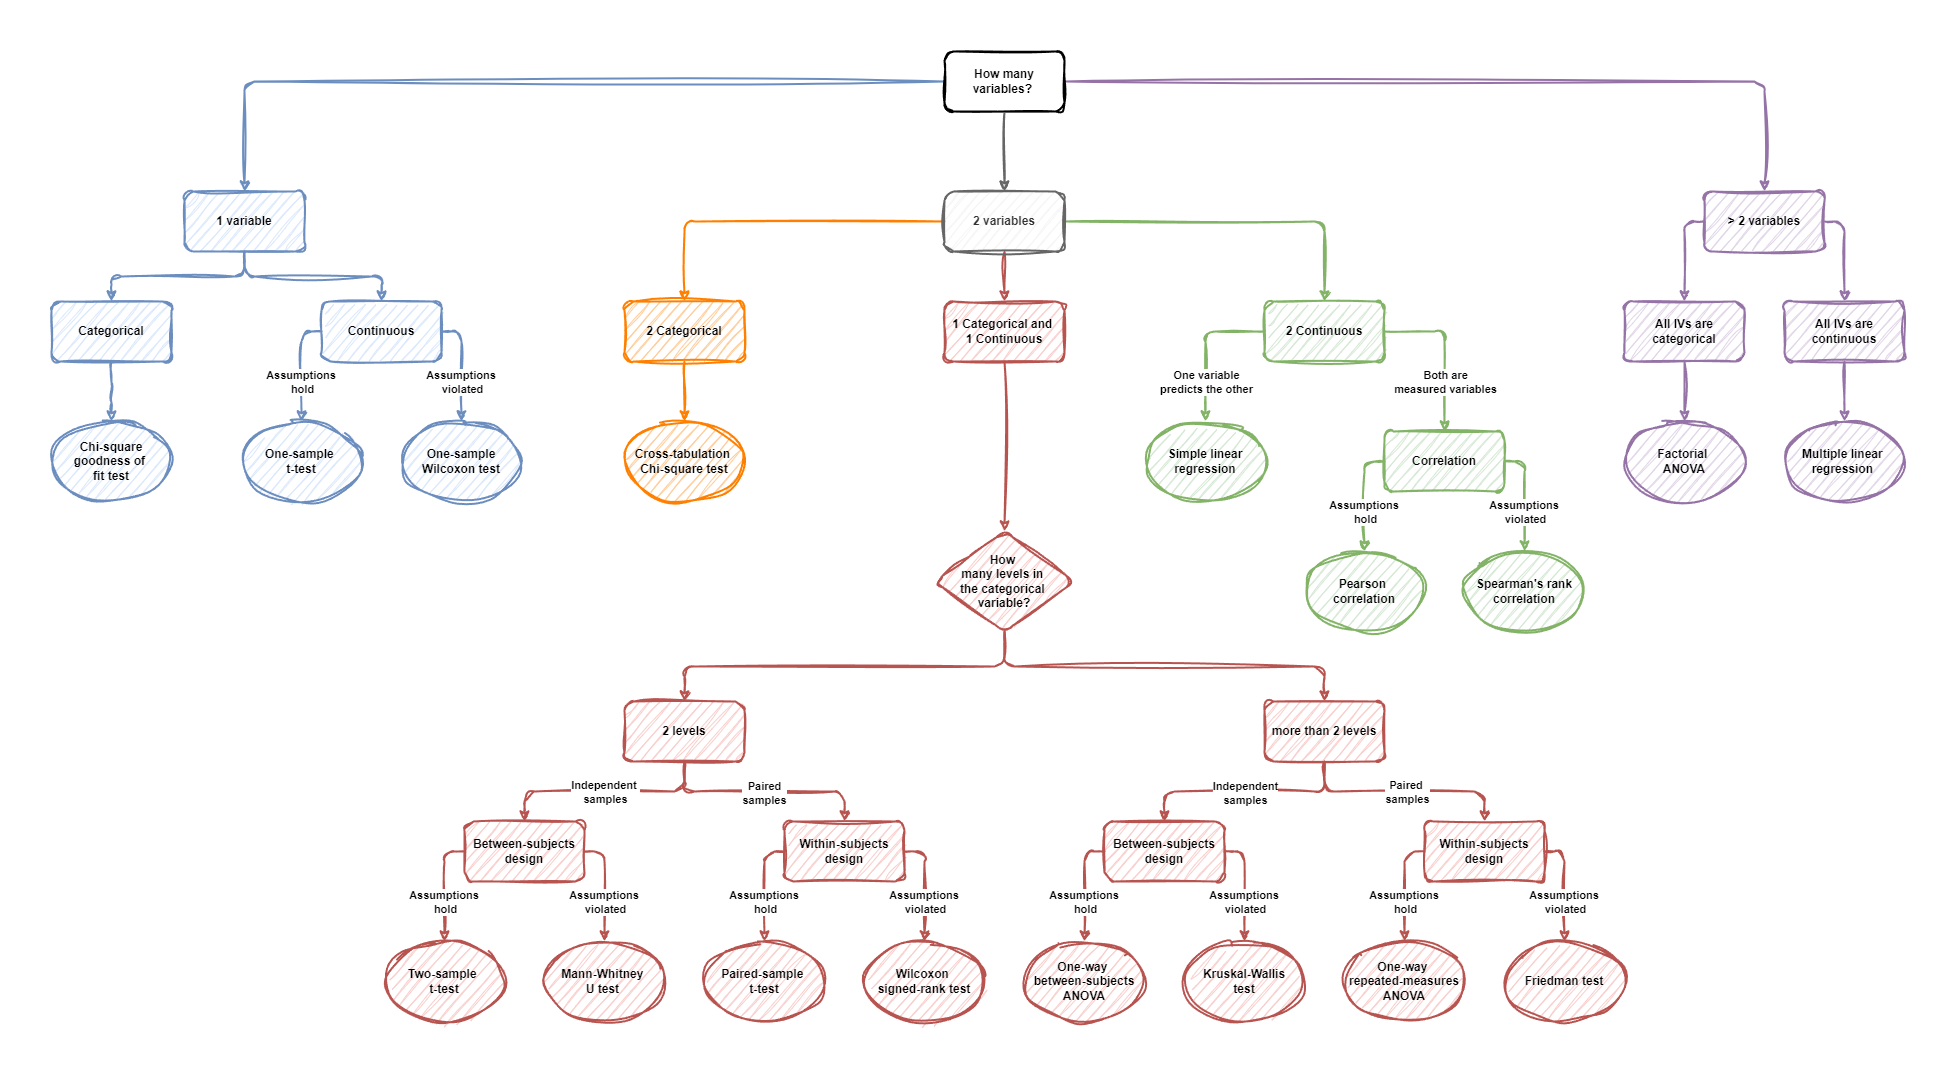 How many
variables?
1 variable
2 variables
> 2 variables
Categorical
Continuous
2 Categorical
1 Categorical and
1 Continuous
2 Continuous
All IVs are
categorical
All IVs are
continuous
Assumptions
hold
Assumptions
violated
One variable
predicts the other
Both are
measured variables
Chi-square
goodness of
fit test
One-sample
t-test
One-sample
Wilcoxon test
Cross-tabulation
Chi-square test
Simple linear
regression
Correlation
Factorial
ANOVA
Multiple linear
regression
Assumptions
hold
Assumptions
violated
How
many levels in
the categorical
variable?
Pearson
correlation
Spearman's rank
correlation
2 levels
more than 2 levels
Independent
samples
Paired
samples
Independent
samples
Paired
samples
Between-subjects
design
Within-subjects
design
Between-subjects
design
Within-subjects
design
Assumptions
hold
Assumptions
violated
Assumptions
hold
Assumptions
violated
Assumptions
hold
Assumptions
violated
Assumptions
hold
Assumptions
violated
Two-sample
t-test
Mann-Whitney
U test
Paired-sample
t-test
Wilcoxon
signed-rank test
One-way
between-subjects
ANOVA
Kruskal-Wallis
test
One-way
repeated-measures
ANOVA
Friedman test